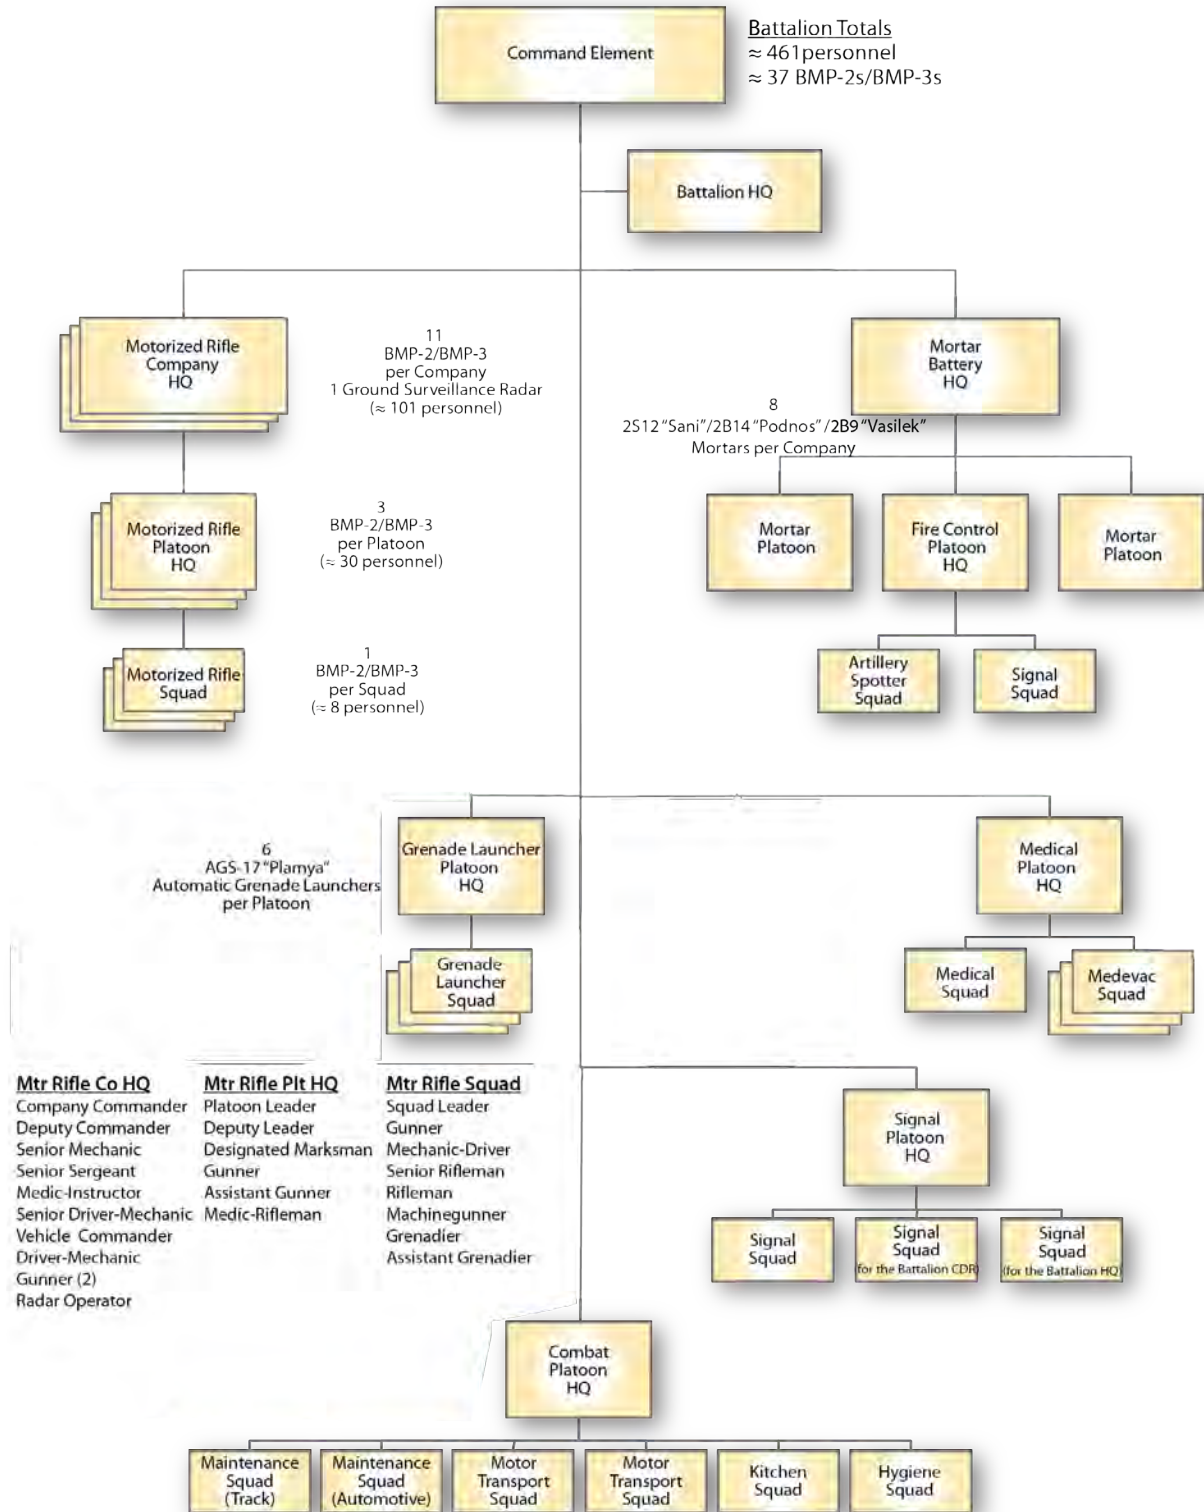 Command Element
Battalion Totals
≈ 461personnel
≈ 37 BMP-2s/BMP-3s
Battalion HQ
Motorized Rifle
Company
HQ
11
BMP-2/BMP-3
per Company
1 Ground Surveillance Radar
(≈ 101 personnel)
Mortar
Battery
HQ
8
2S12 "Sani"/2B14 "Podnos"/2B9 "Vasilek"
Mortars per Company
Motorized Rifle
Platoon
HQ
3
BMP-2/BMP-3
per Platoon
(≈ 30 personnel)
Mortar
Platoon
Fire Control
Platoon
HQ
Mortar
Platoon
Motorized Rifle
Squad
1
BMP-2/BMP-3
per Squad
(≈ 8 personnel)
Artillery
Spotter
Squad
Signal
Squad
6
AGS-17 "Plamya"
Automatic Grenade Launchers
per Platoon
Grenade Launcher
Platoon
HQ
Medical
Platoon
HQ
Grenade
Launcher
Squad
Medical
Squad
Medevac
Squad
Mtr Rifle Co HQ
Company Commander
Deputy Commander
Senior Mechanic
Senior Sergeant
Medic-Instructor
Senior Driver-Mechanic
Vehicle Commander
Driver-Mechanic
Gunner (2)
Radar Operator
Mtr Rifle Plt HQ
Platoon Leader
Deputy Leader
Designated Marksman
Gunner
Assistant Gunner
Medic-Rifleman
Mtr Rifle Squad
Squad Leader
Gunner
Mechanic-Driver
Senior Rifleman
Rifleman
Machinegunner
Grenadier
Assistant Grenadier
Signal
Platoon
HQ
Signal
Squad
Signal
Squad
(for the Battalion CDR)
Signal
Squad
(for the Battalion HQ)
Combat
Platoon
HQ
Maintenance
Squad
(Track)
Maintenance
Squad
(Automotive)
Motor
Transport
Squad
Motor
Transport
Squad
Kitchen
Squad
Hygiene
Squad